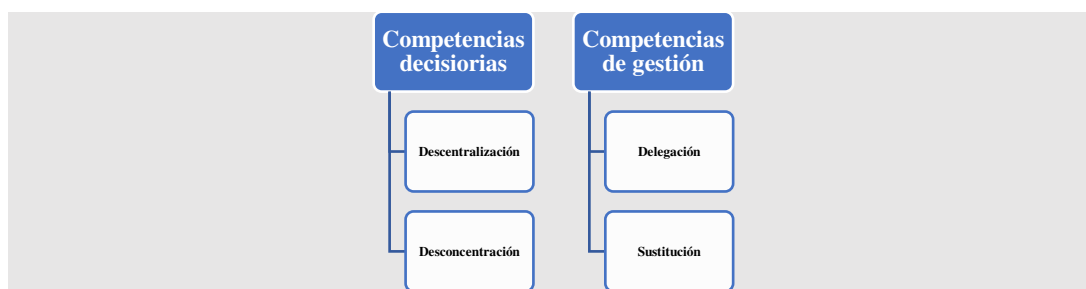 Competencias
decisiorias
Descentralización
Desconcentración
Competencias
de gestión
Delegación
Sustitución